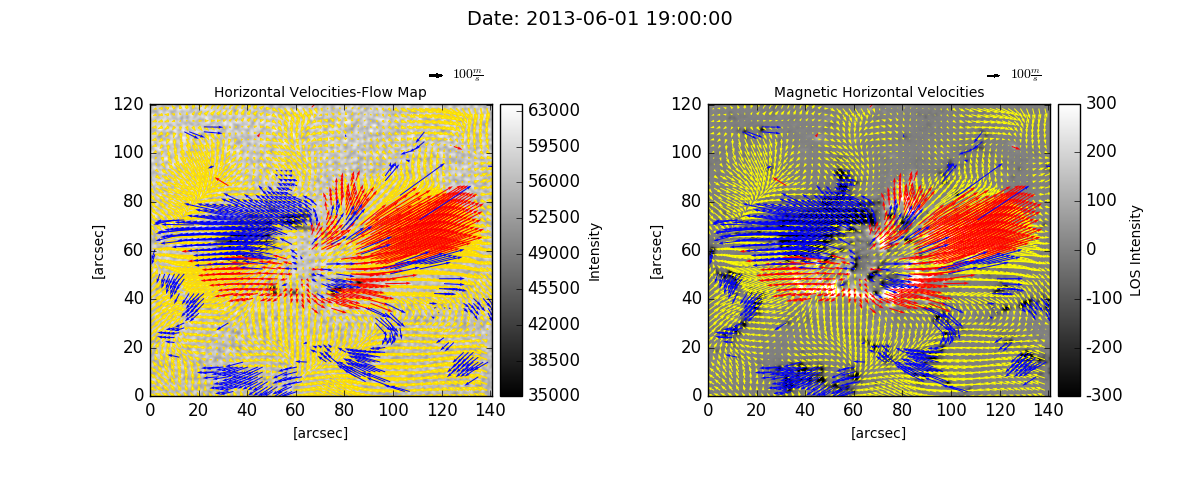 Date: 2013-06-01 19:00:00
100 m/s
100 m/s
Horizontal Velocities-Flow Map
Magnetic Horizontal Velocities
120
100
80
60
40
20
0
[arcsec]
0 20 40 60 80 100 120 140
[arcsec]
63000
59500
56000
52500
49000
45500
42000
38500
35000
Intensity
120
100
80
60
40
20
0
[arcsec]
0 20 40 60 80 100 120 140
[arcsec]
300
200
100
0
-100
-200
-300
LOS Intensity